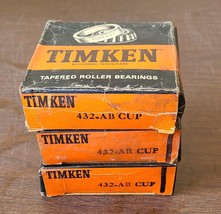 TIMKEN
TAPERED ROLLER BEARINGS
TIMKEN
432-AB CUP
TIMKEN
432-AB CUP
TIMKEN
432-AB CUP